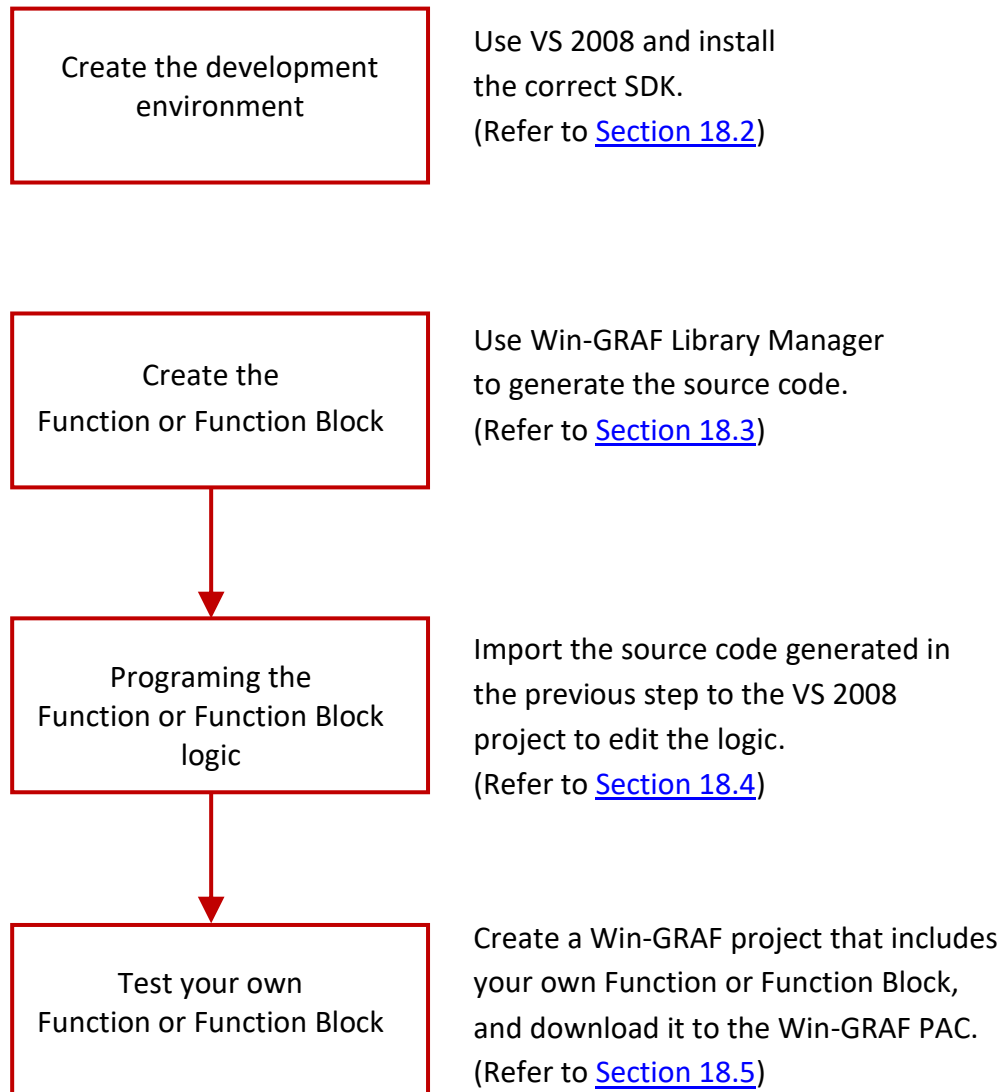 Create the development
environment
Use VS 2008 and install
the correct SDK.
(Refer to Section 18.2)
Create the
Function or Function Block
Use Win-GRAF Library Manager
to generate the source code.
(Refer to Section 18.3)
Programing the
Function or Function Block
logic
Import the source code generated in
the previous step to the VS 2008
project to edit the logic.
(Refer to Section 18.4)
Test your own
Function or Function Block
Create a Win-GRAF project that includes
your own Function or Function Block,
and download it to the Win-GRAF PAC.
(Refer to Section 18.5)